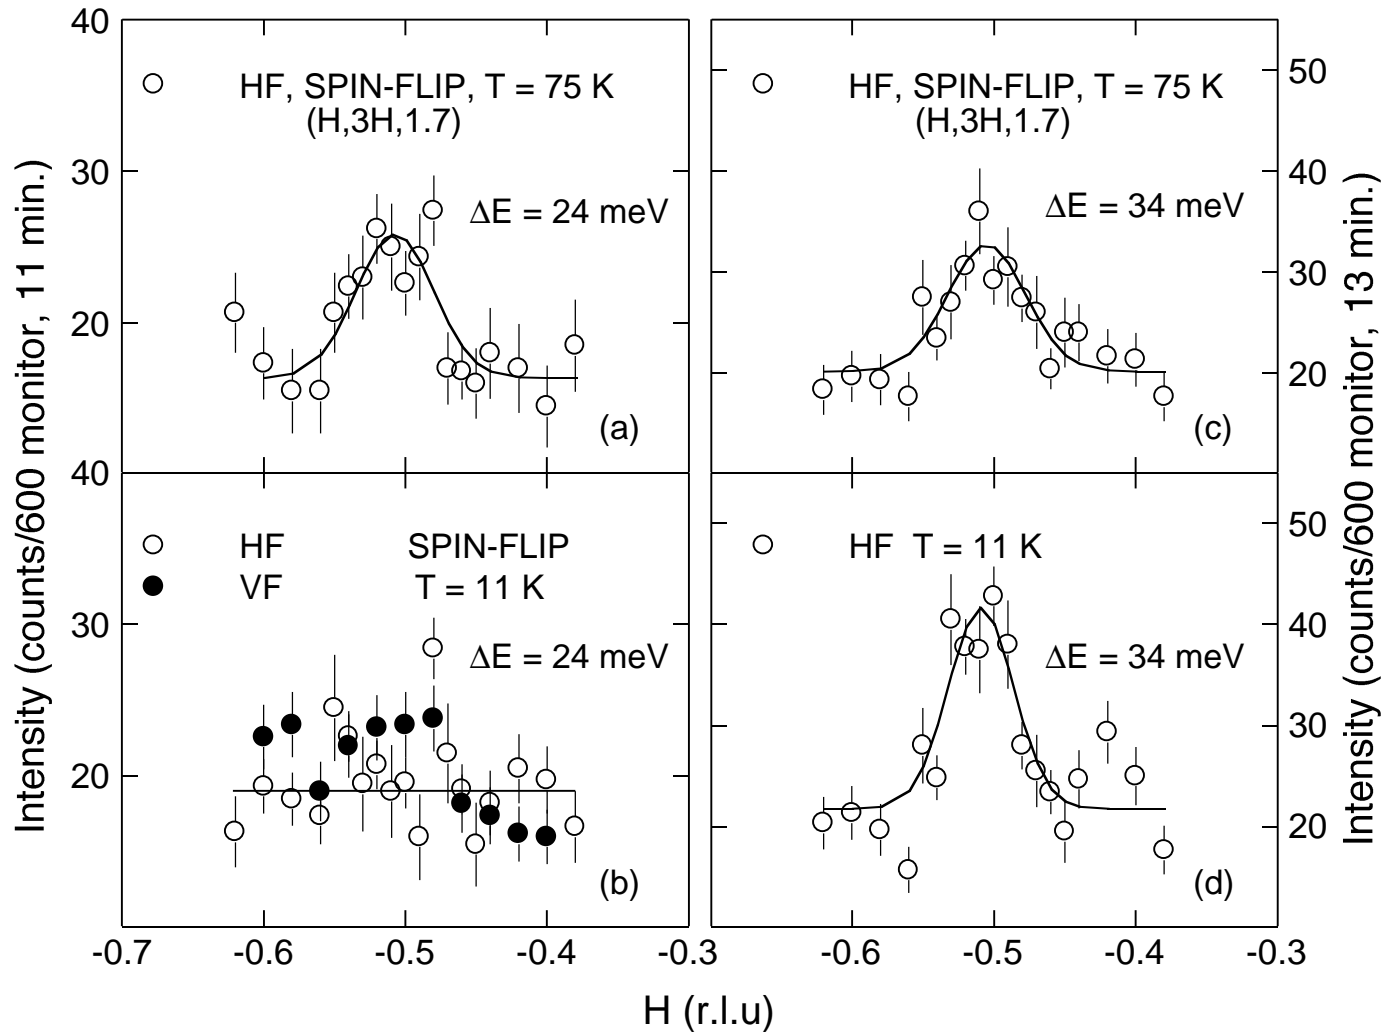 Intensity (counts/600 monitor, 11 min.)
40
30
20
HF, SPIN-FLIP, T = 75 K
(H,3H,1.7)
ΔE = 24 meV
(a)
HF, SPIN-FLIP, T = 75 K
(H,3H,1.7)
ΔE = 34 meV
(c)
50
40
30
20
Intensity (counts/600 monitor, 13 min.)
40
30
20
HF SPIN-FLIP
VF T = 11 K
ΔE = 24 meV
(b)
HF T = 11 K
ΔE = 34 meV
(d)
50
40
30
20
-0.7 -0.6 -0.5 -0.4 -0.3 -0.6 -0.5 -0.4 -0.3
H (r.l.u)